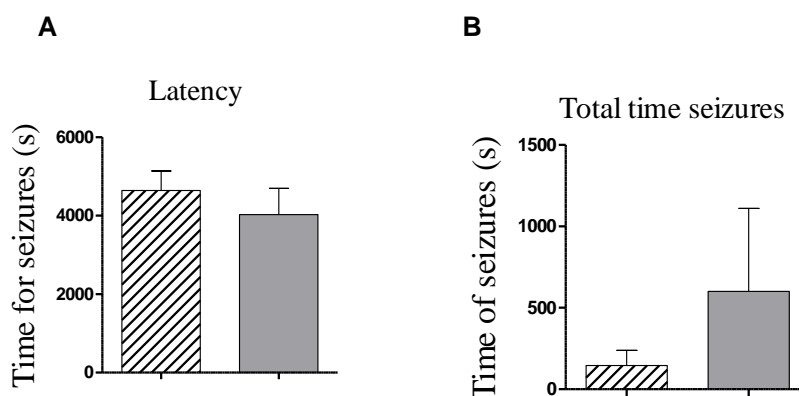 A
Latency
Time for seizures (s)
6000
4000
2000
0
B
Total time seizures
Time of seizures (s)
1500
1000
500
0